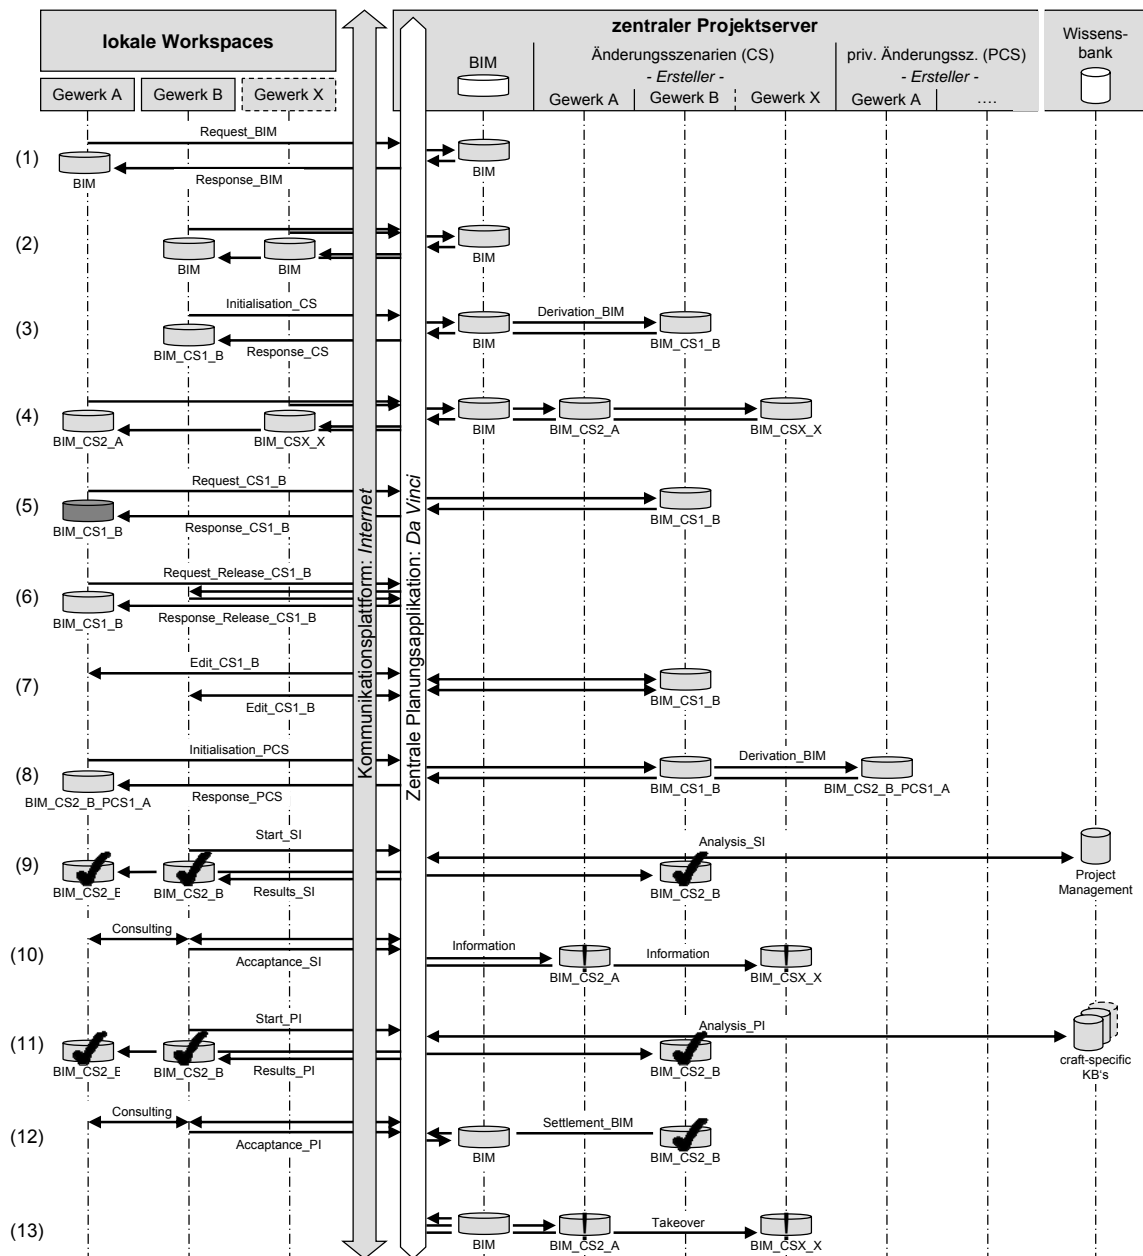 lokale Workspaces
Gewerk A
Gewerk B
Gewerk X
zentraler Projektserver
BIM
Änderungsszenarien (CS)
- Ersteller -
Gewerk A
Gewerk B
Gewerk X
priv. Änderungssz. (PCS)
- Ersteller -
Gewerk A
....
Wissens-
bank
Kommunikationsplattform: Internet
Zentrale Planungsapplikation: Da Vinci
(1)
Request_BIM
Response_BIM
BIM
BIM
(2)
BIM
BIM
BIM
(3)
Initialisation_CS
Response_CS
BIM_CS1_B
Derivation_BIM
BIM
BIM_CS1_B
(4)
BIM_CS2_A
BIM_CSX_X
BIM
BIM_CS2_A
BIM_CSX_X
(5)
Request_CS1_B
Response_CS1_B
BIM_CS1_B
BIM_CS1_B
(6)
Request_Release_CS1_B
Response_Release_CS1_B
BIM_CS1_B
(7)
Edit_CS1_B
Edit_CS1_B
BIM_CS1_B
(8)
Initialisation_PCS
Response_PCS
BIM_CS2_B_PCS1_A
Derivation_BIM
BIM_CS1_B
BIM_CS2_B_PCS1_A
(9)
Start_SI
Results_SI
BIM_CS2_E
BIM_CS2_B
Analysis_SI
BIM_CS2_B
Project
Management
(10)
Consulting
Accaptance_SI
Information
Information
BIM_CS2_A
BIM_CSX_X
(11)
Start_PI
Results_PI
BIM_CS2_E
BIM_CS2_B
Analysis_PI
BIM_CS2_B
craft-specific
KB's
(12)
Consulting
Accaptance_PI
Settlement_BIM
BIM
BIM_CS2_B
(13)
Takeover
BIM
BIM_CS2_A
BIM_CSX_X